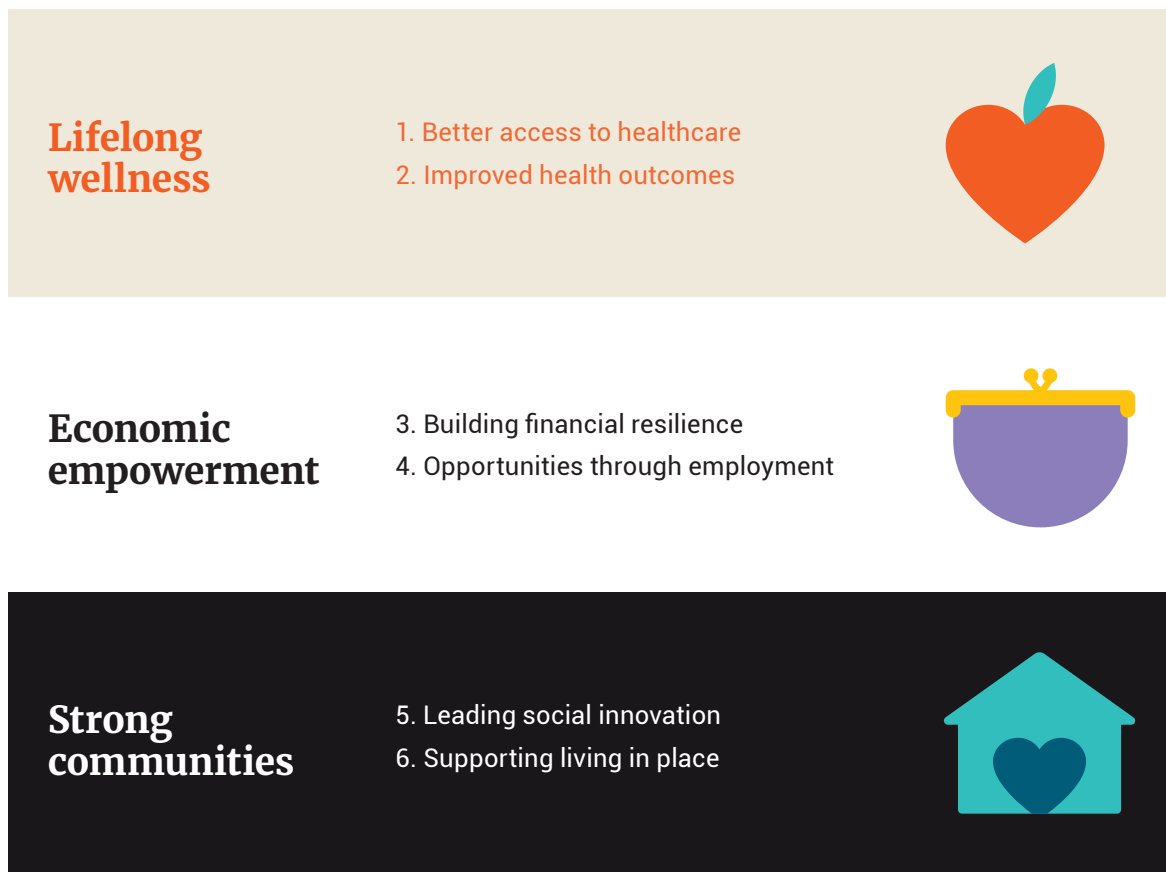 Lifelong
wellness
1. Better access to healthcare
2. Improved health outcomes
Economic
empowerment
3. Building financial resilience
4. Opportunities through employment
Strong
communities
5. Leading social innovation
6. Supporting living in place